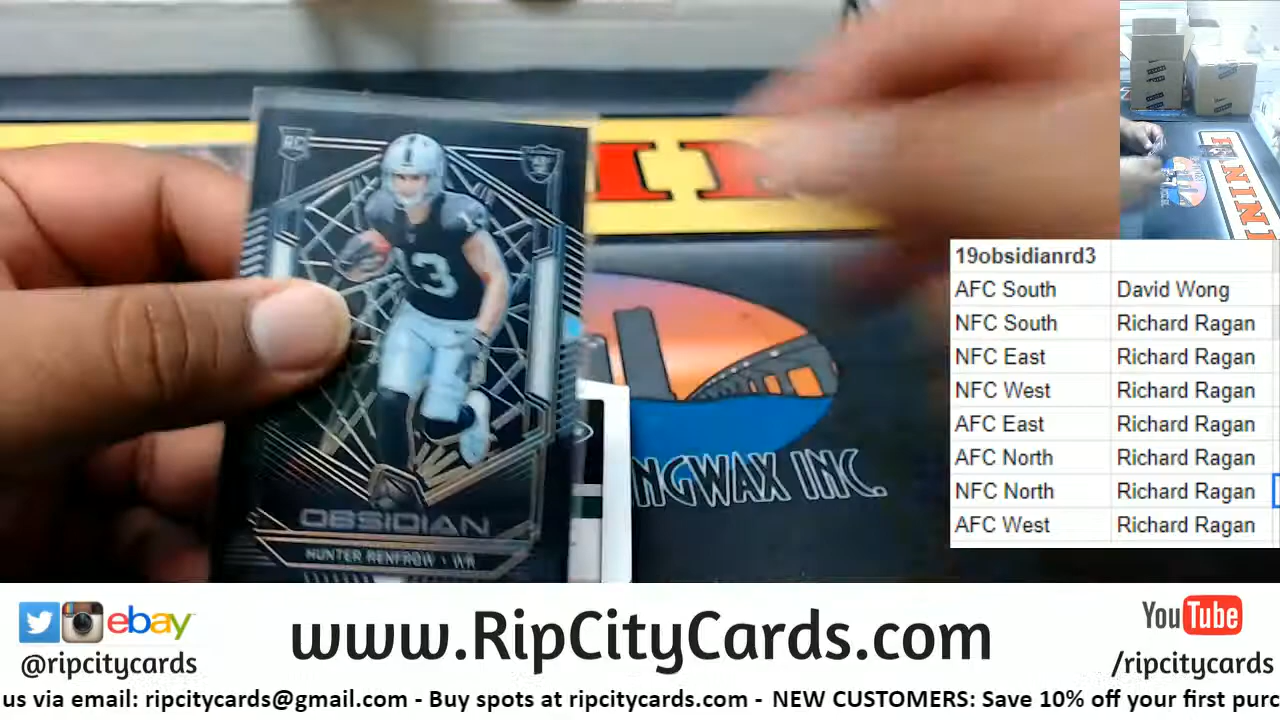 RC
13
OBSIDIAN
HUNTER RENFROW • WR
NGWAX INC.
PANINI
19obsidianrd3
AFC South David Wong
NFC South Richard Ragan
NFC East Richard Ragan
NFC West Richard Ragan
AFC East Richard Ragan
AFC North Richard Ragan
NFC North Richard Ragan
AFC West Richard Ragan
ebay
@ripcitycards
www.RipCityCards.com
YouTube
/ripcitycards
us via email: ripcitycards@gmail.com - Buy spots at ripcitycards.com - NEW CUSTOMERS: Save 10% off your first purc